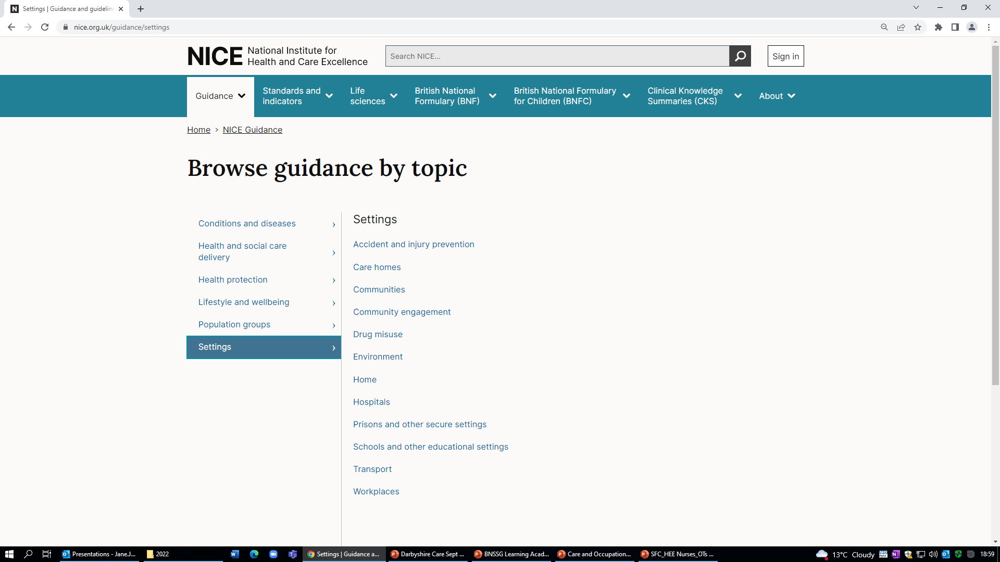 Settings | Guidance and guideline
nice.org.uk/guidance/settings
NICE National Institute for
Health and Care Excellence
Search NICE...
Sign in
Guidance
Standards and
indicators
Life
sciences
British National
Formulary (BNF)
British National Formulary
for Children (BNFC)
Clinical Knowledge
Summaries (CKS)
About
Home > NICE Guidance
Browse guidance by topic
Conditions and diseases
Health and social care
delivery
Health protection
Lifestyle and wellbeing
Population groups
Settings
Settings
Accident and injury prevention
Care homes
Communities
Community engagement
Drug misuse
Environment
Home
Hospitals
Prisons and other secure settings
Schools and other educational settings
Transport
Workplaces
Presentations - Jane.J...
2022
Settings | Guidance a...
Darbyshire Care Sept ...
BNSSG Learning Acad...
Care and Occupation...
SFC_HEE Nurses_OTs ...
13°C Cloudy
18:59